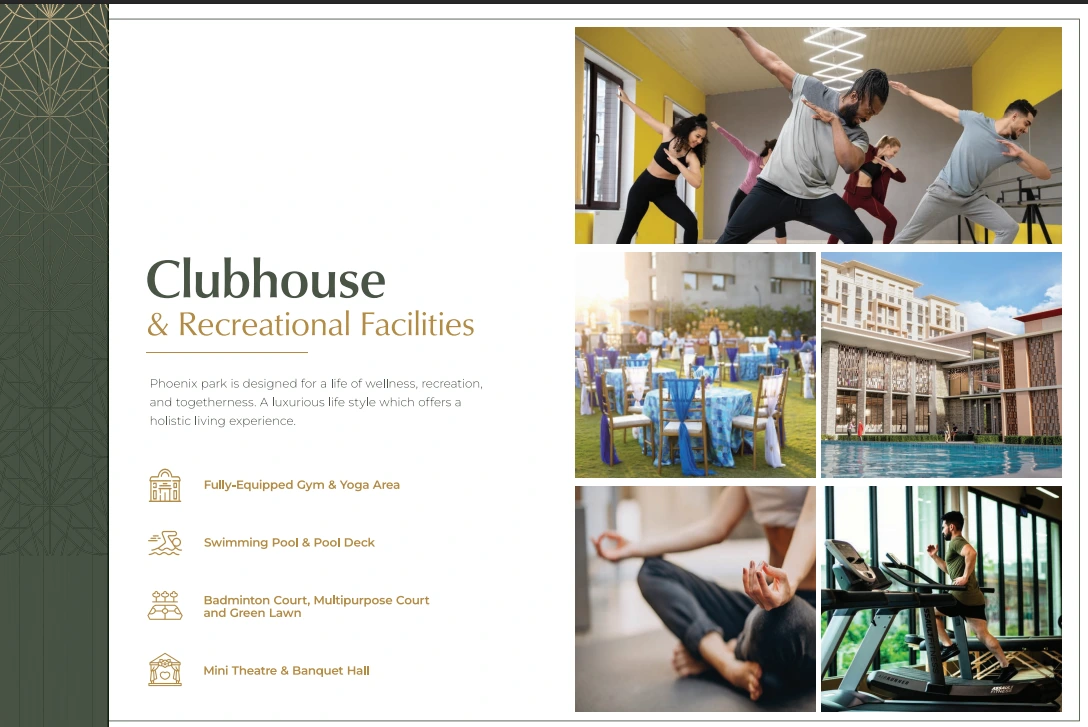 Clubhouse
& Recreational Facilities
Phoenix park is designed for a life of wellness, recreation,
and togetherness. A luxurious life style which offers a
holistic living experience.
Fully-Equipped Gym & Yoga Area
Swimming Pool & Pool Deck
Badminton Court, Multipurpose Court
and Green Lawn
Mini Theatre & Banquet Hall
ASSAULT
FITNESS